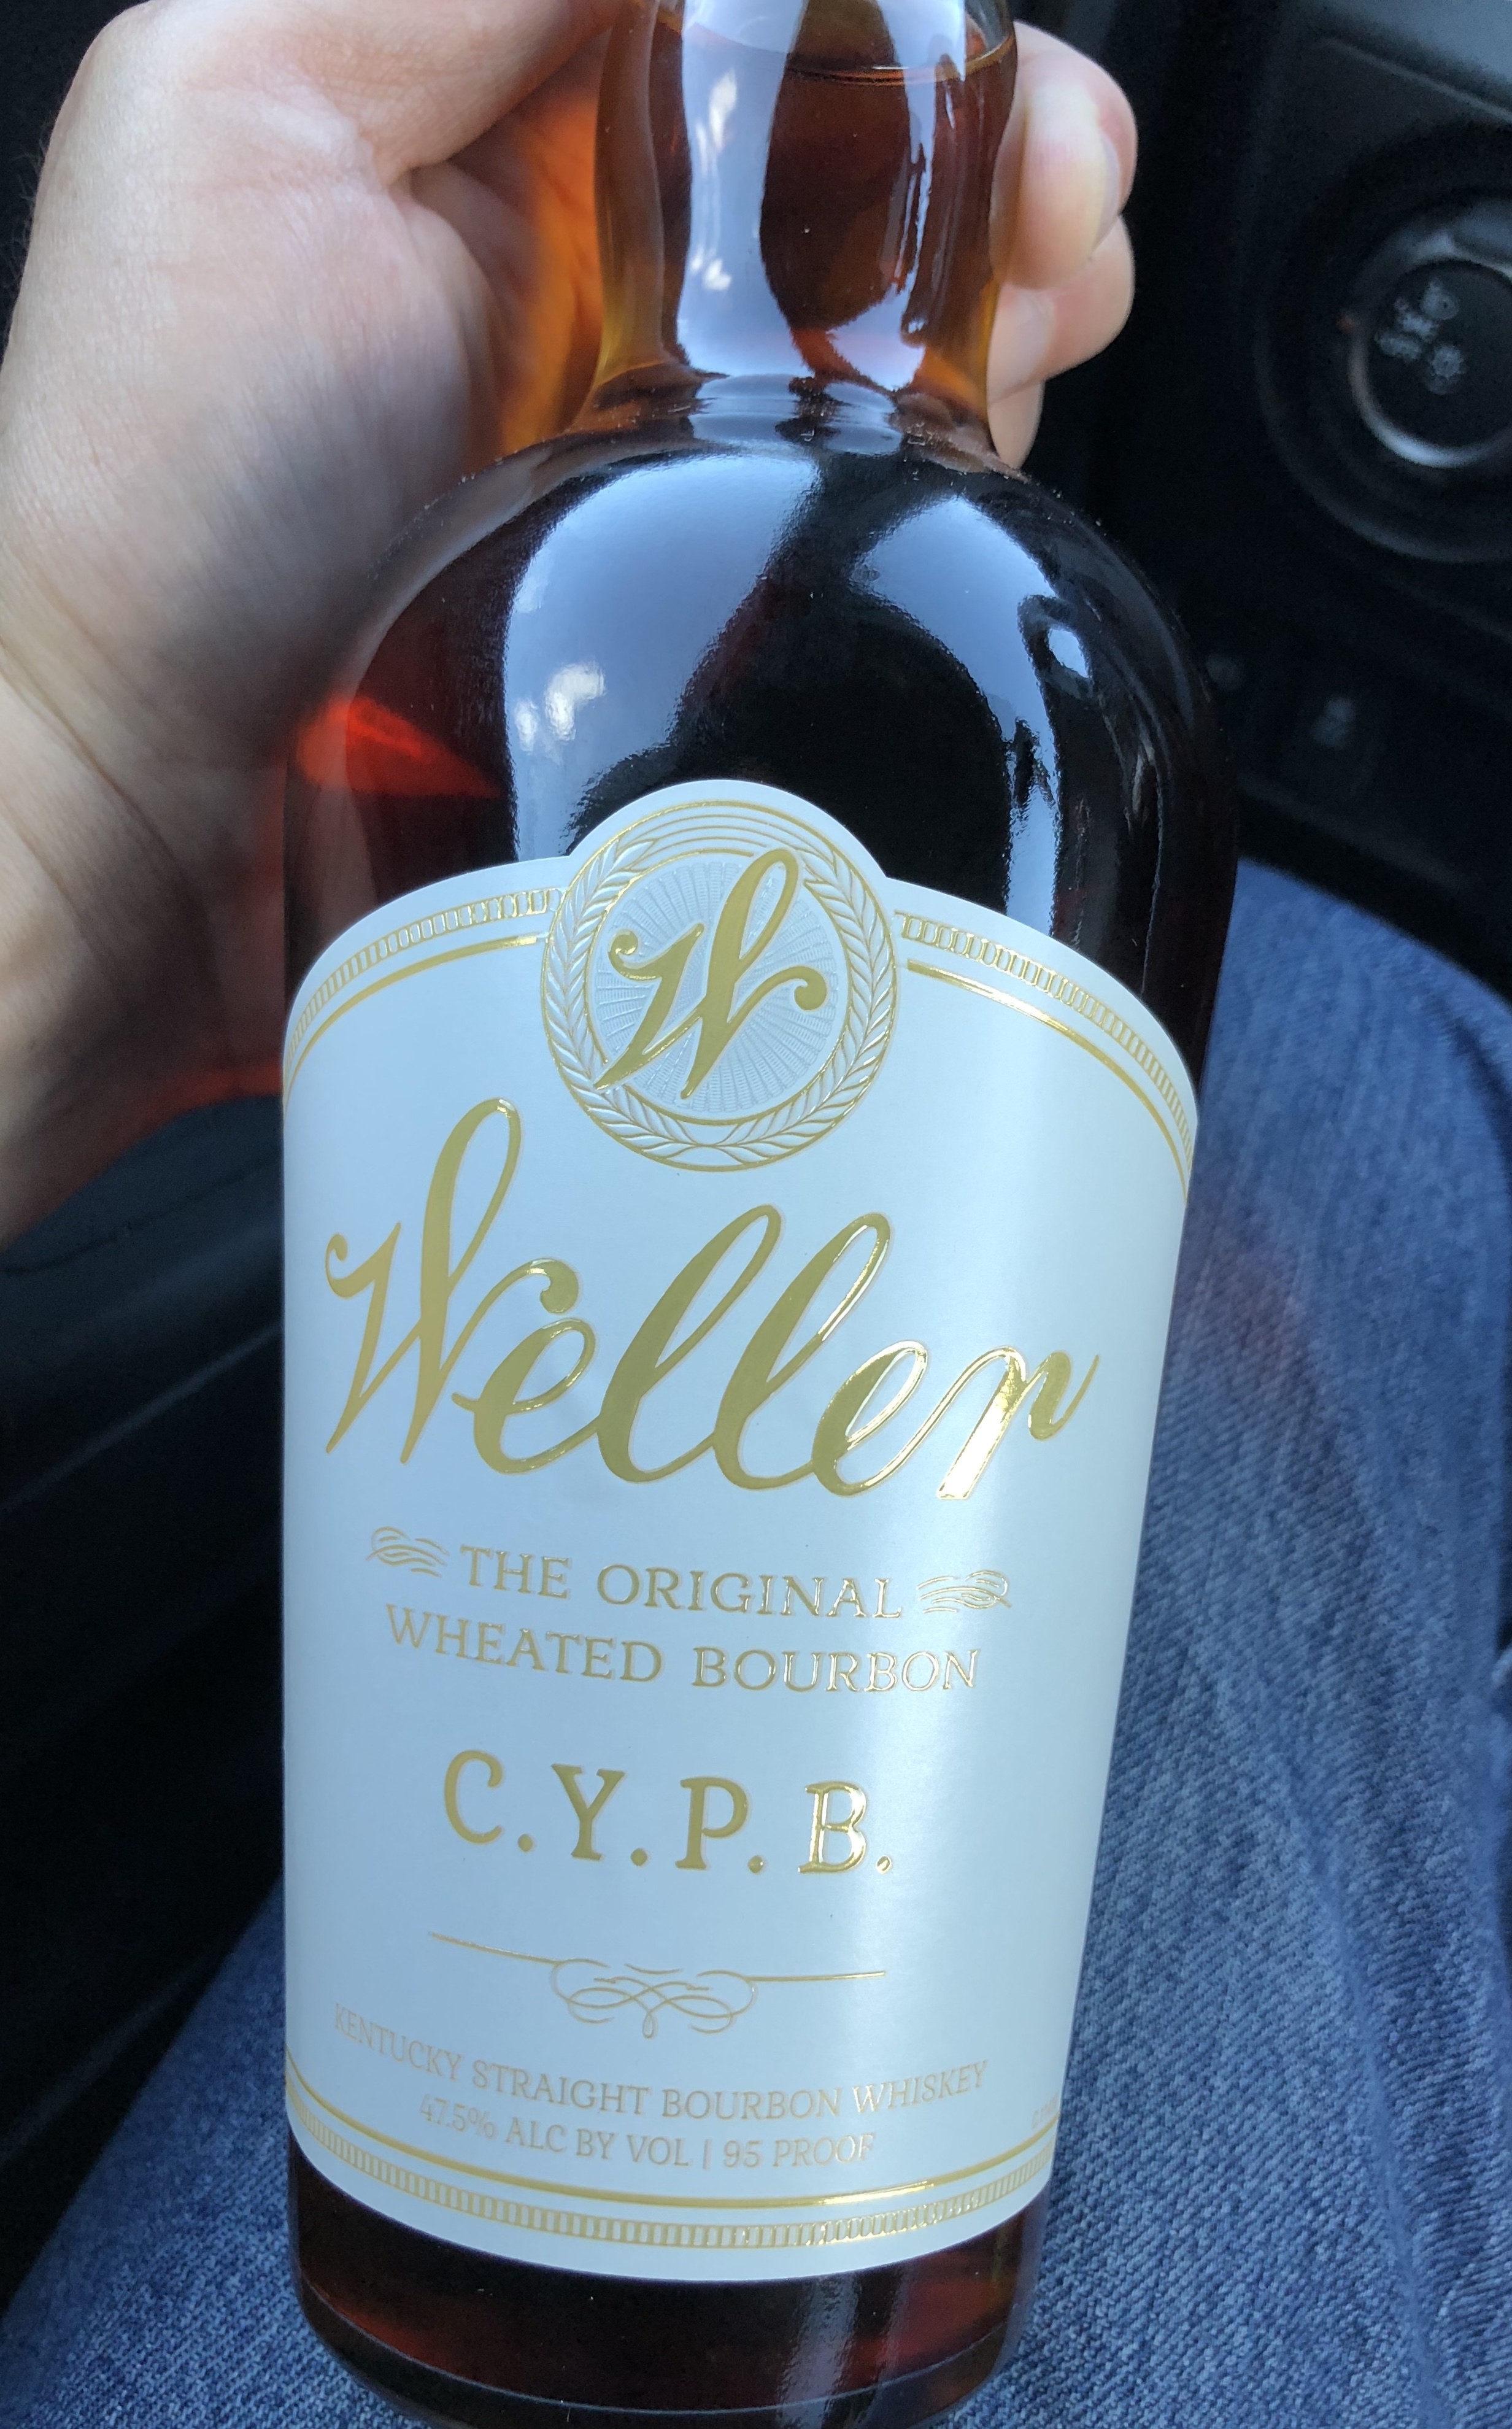 W
Weller
THE ORIGINAL
WHEATED BOURBON
C.Y.P.B.
KENTUCKY STRAIGHT BOURBON WHISKEY
47.5% ALC BY VOL | 95 PROOF